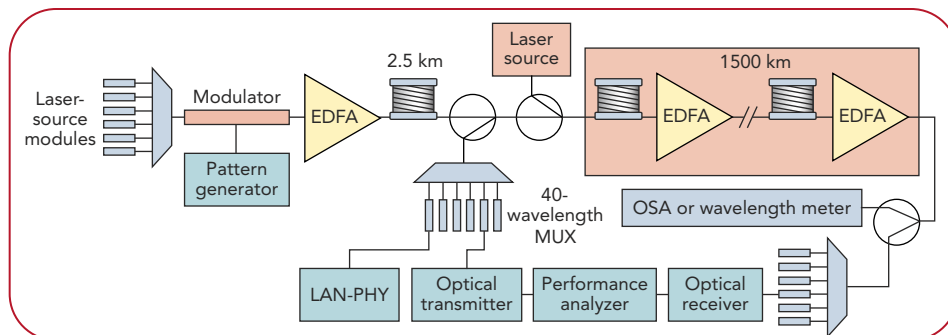 Laser-
source
modules
Modulator
Pattern
generator
EDFA
2.5 km
Laser
source
1500 km
EDFA
EDFA
40-
wavelength
MUX
OSA or wavelength meter
LAN-PHY
Optical
transmitter
Performance
analyzer
Optical
receiver